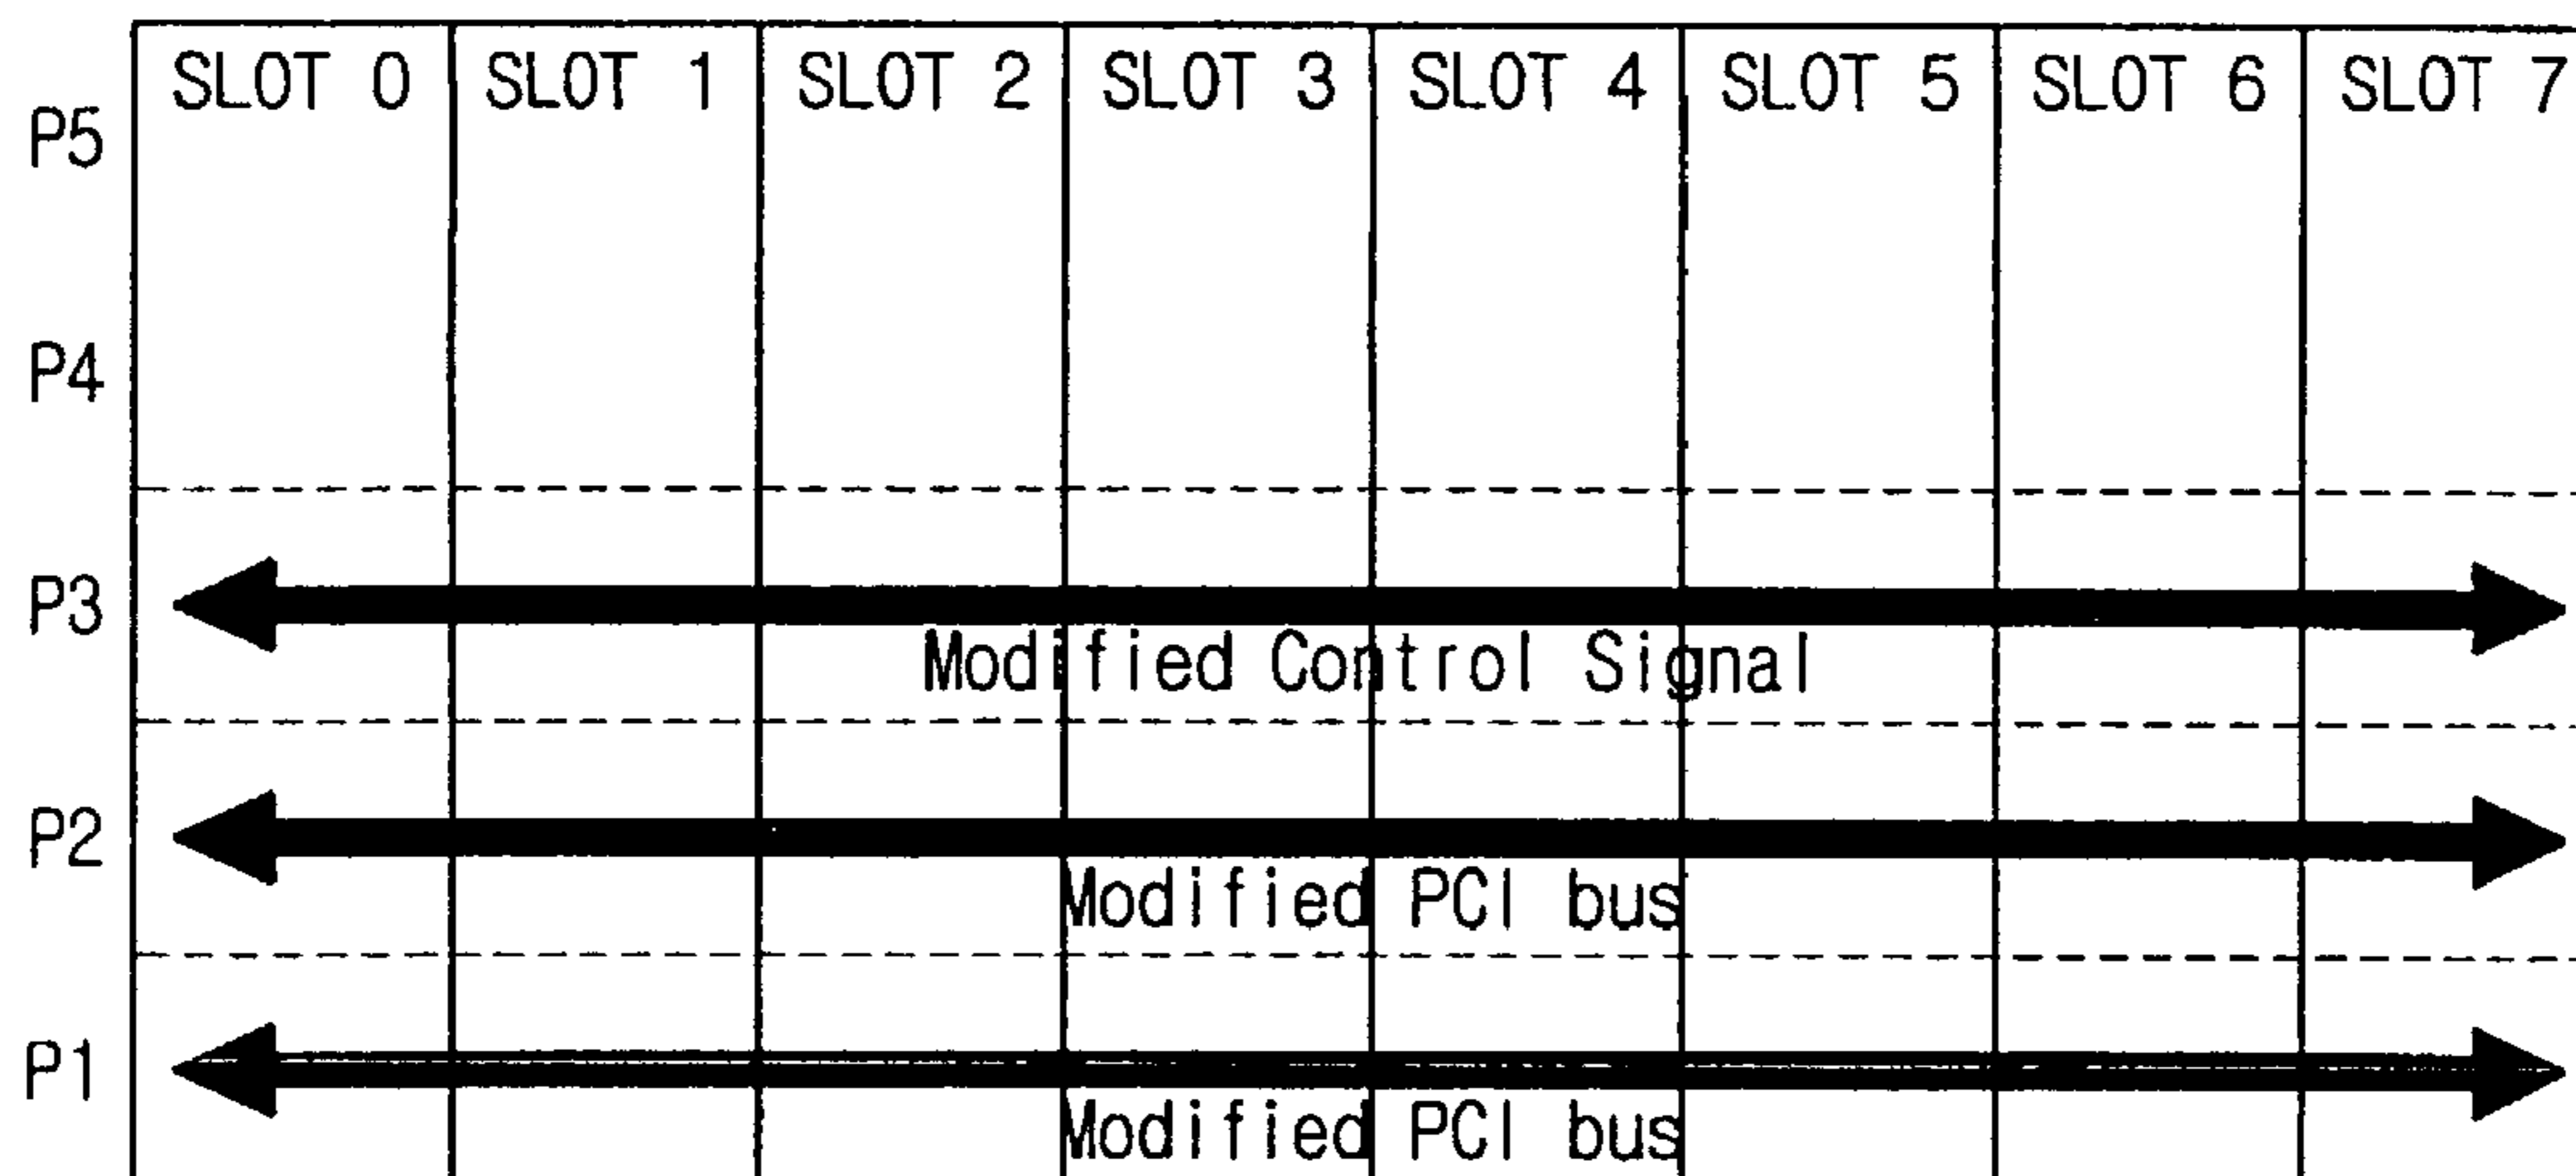 SLOT 0 SLOT 1 SLOT 2 SLOT 3 SLOT 4 SLOT 5 SLOT 6 SLOT 7
P5
P4
P3
Modified Control Signal
P2
Modified PCI bus
P1
Modified PCI bus